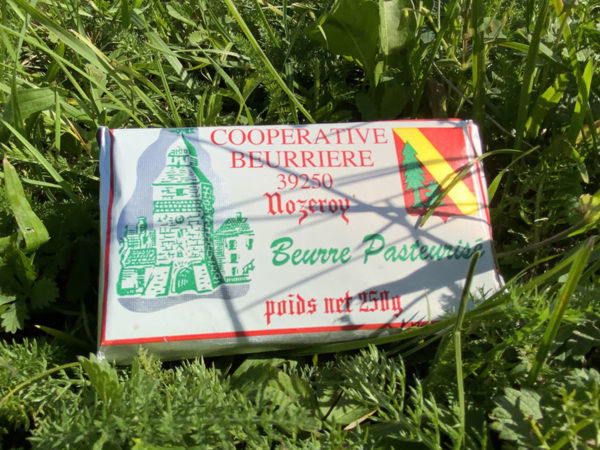 COOPERATIVE
BEURRIERE
39250
Nozeroy
Beurre Pasteurisé
poids net 250g